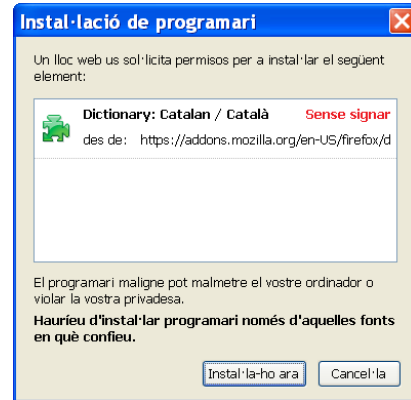 Instal·lació de programari
Un lloc web us sol·licita permisos per a instal·lar el següent
element:
Dictionary: Catalan / Català Sense signar
des de: https://addons.mozilla.org/en-US/firefox/d
El programari maligne pot malmetre el vostre ordinador o
violar la vostra privadesa.
Hauríeu d'instal·lar programari només d'aquelles fonts
en què confieu.
Instal·la-ho ara Cancel·la